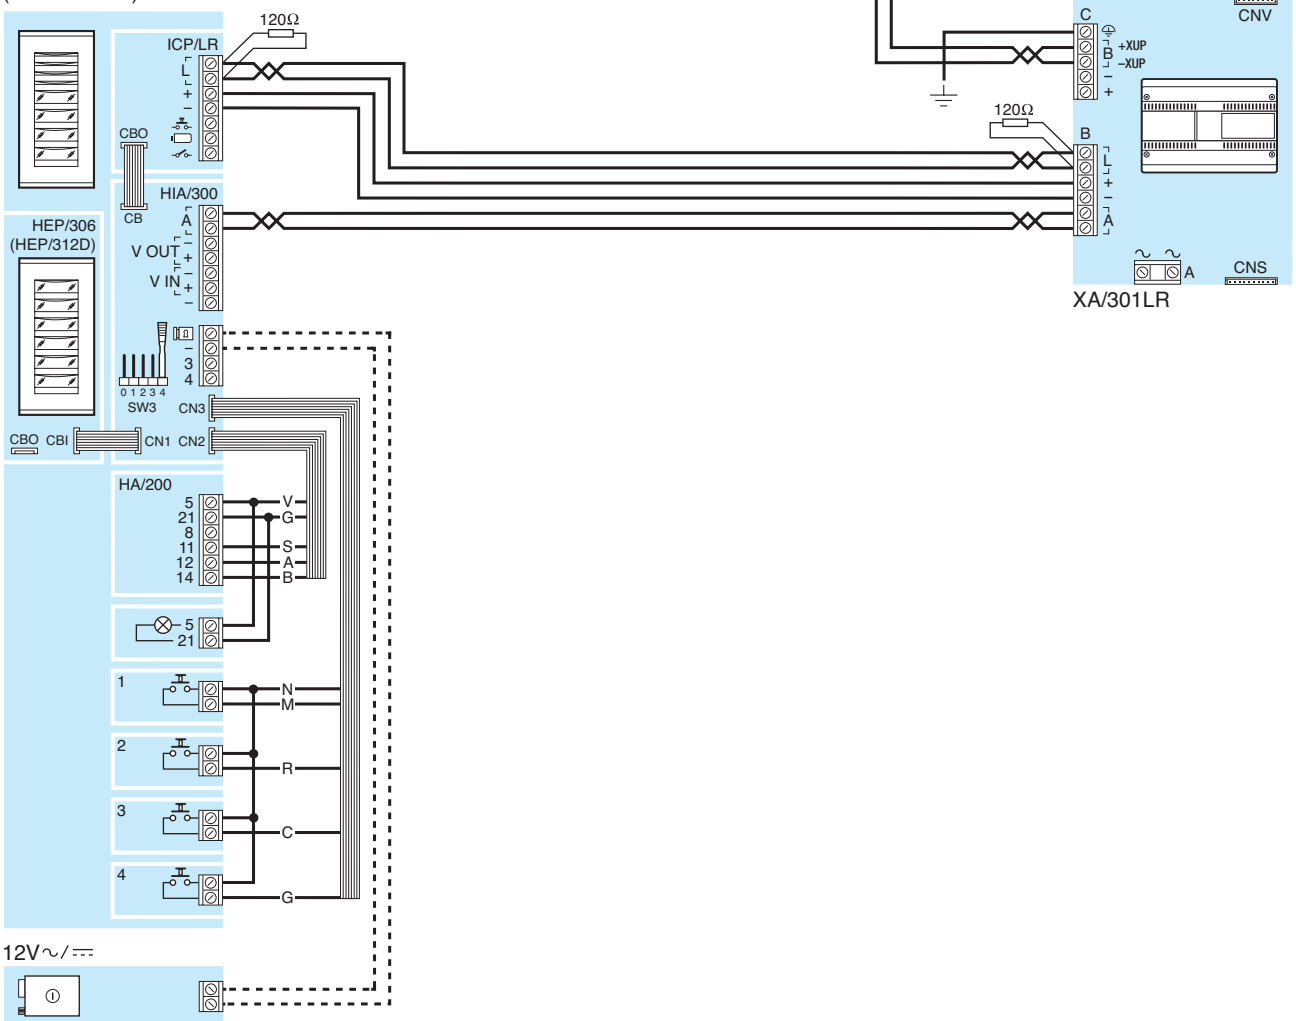 120Ω
ICP/LR
L
+
−
CBO
CB
HIA/300
A
−
V OUT
+
−
V IN
+
−
HEP/306
(HEP/312D)
Ω
−
3
4
0 1 2 3 4
SW3
CN3
CBO CBI
CN1 CN2
HA/200
5
21
8
11
12
14
V
G
S
A
B
5
21
1
N
M
2
R
3
C
4
G
12V ~/⎓
C
B
+XUP
−XUP
−
+
CNV
120Ω
B
L
+
−
A
∼ ∼
A
CNS
XA/301LR